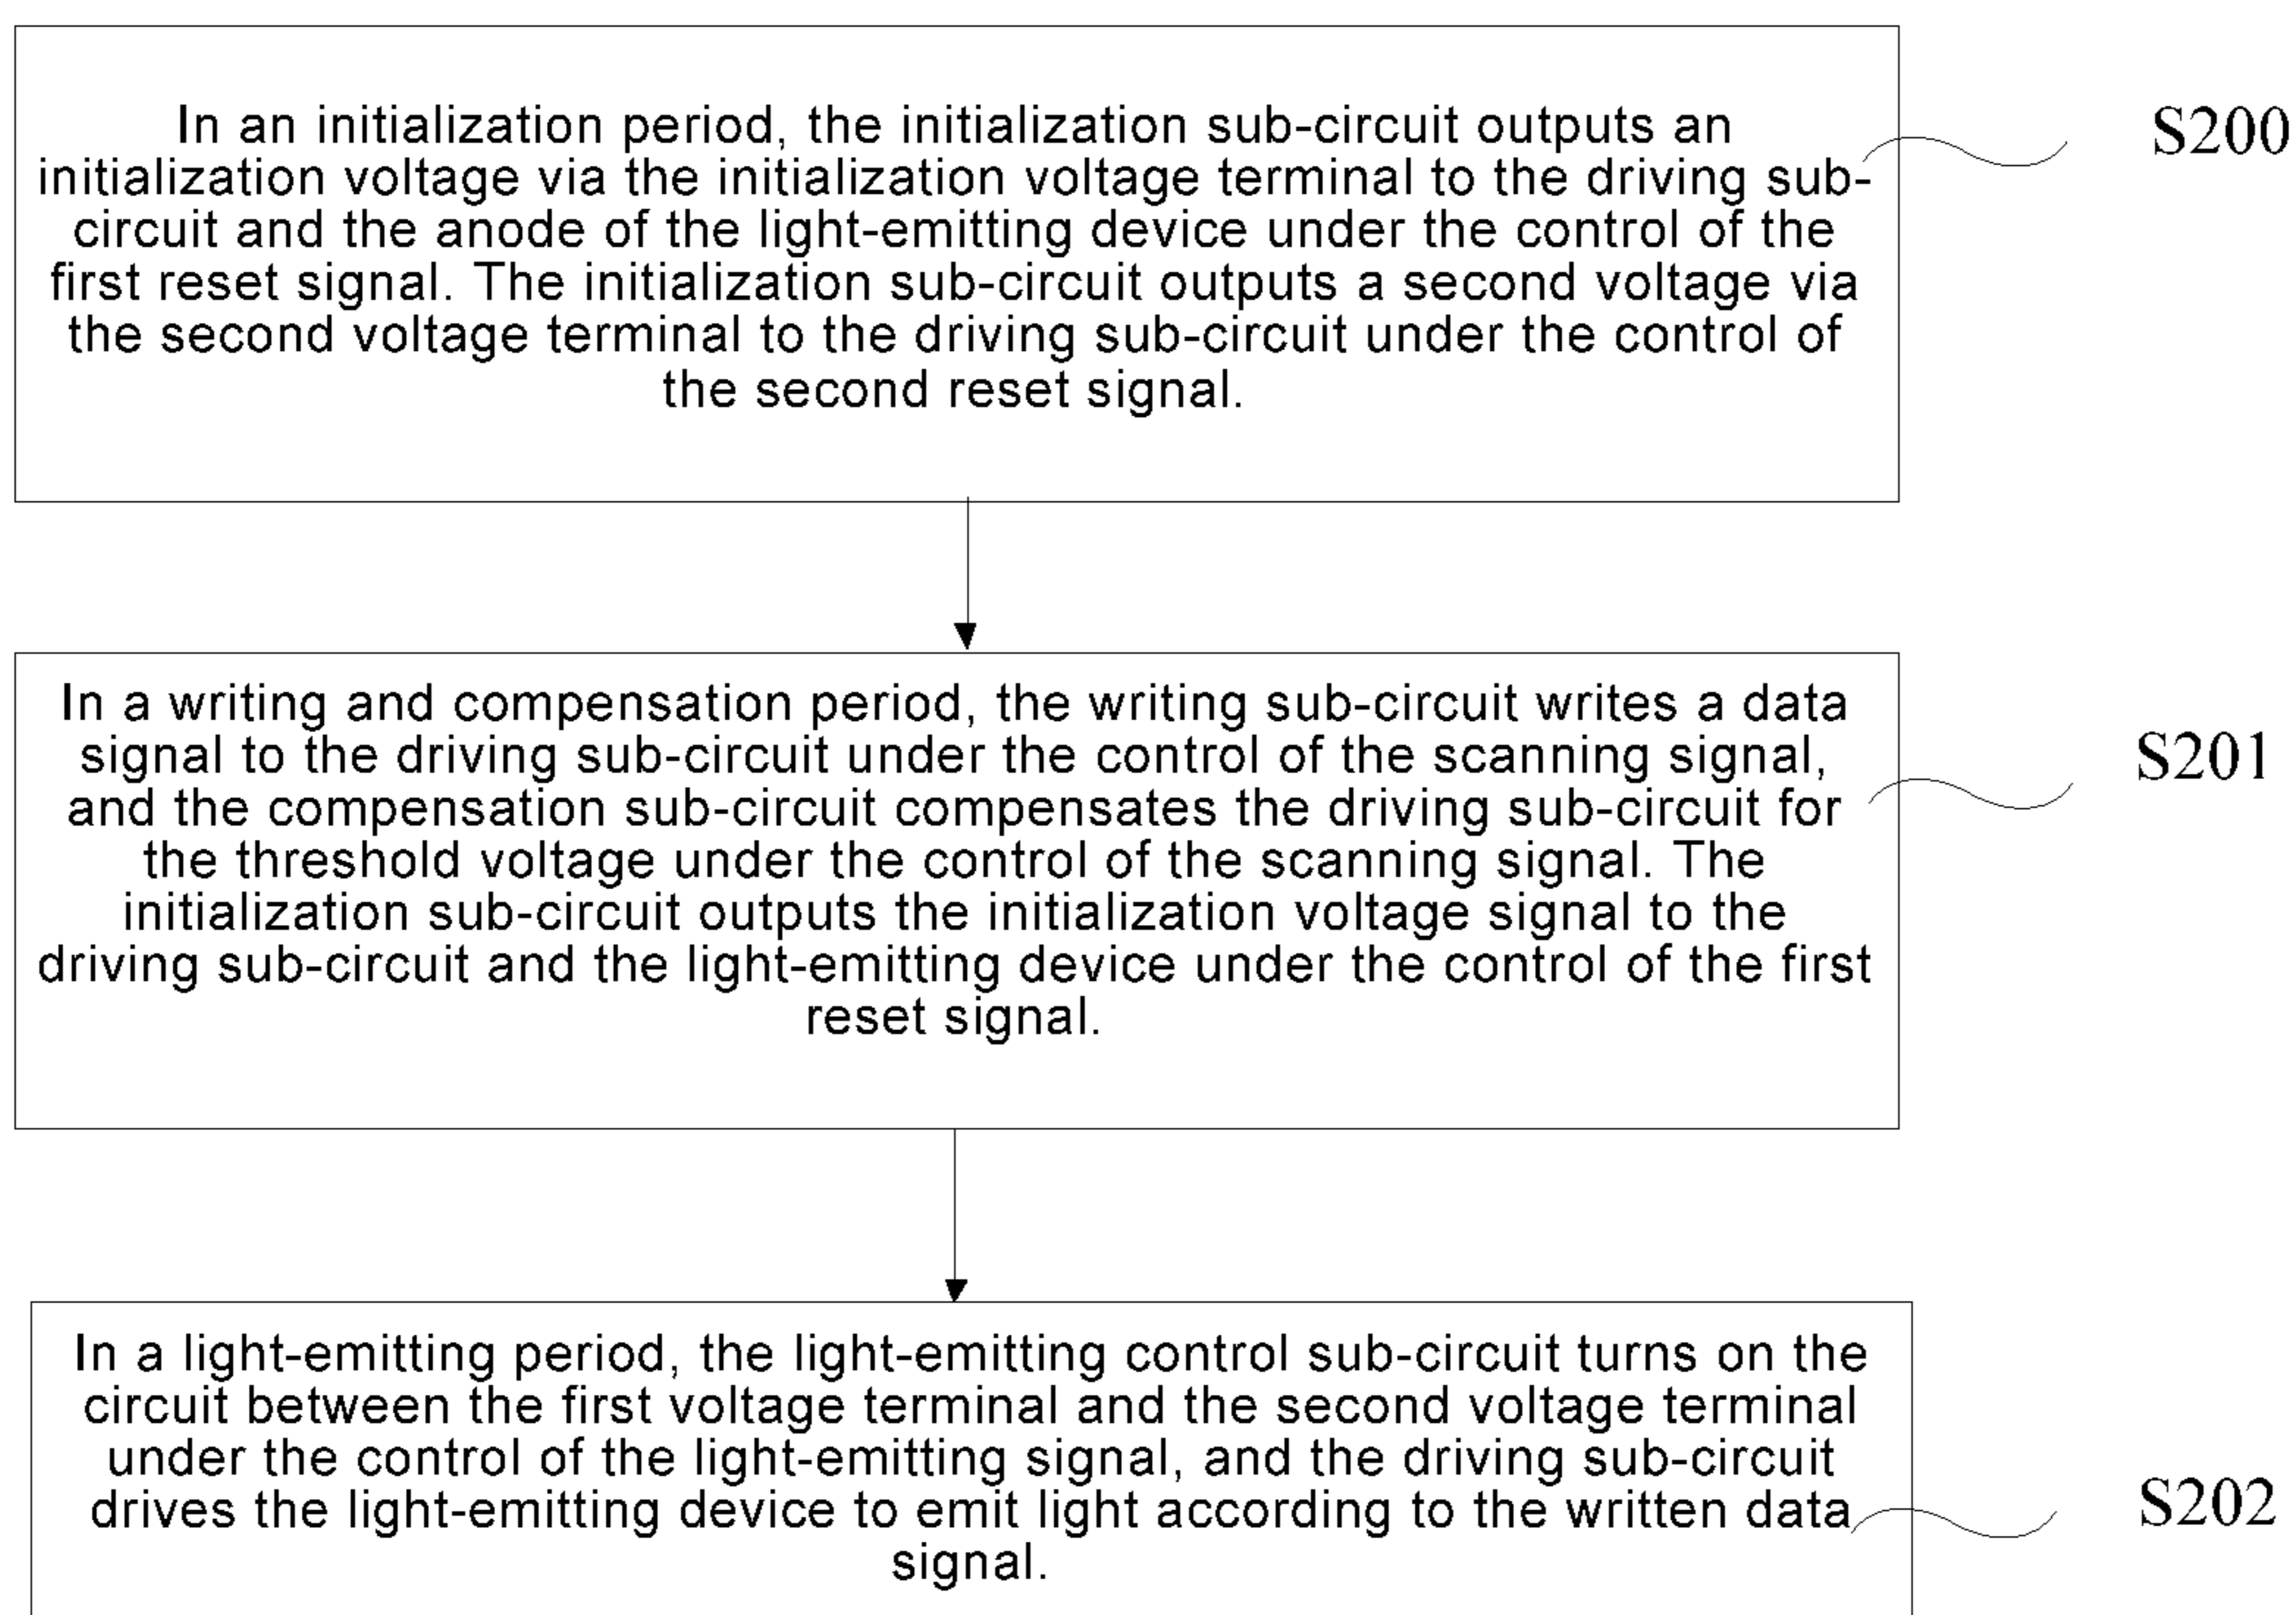 In an initialization period, the initialization sub-circuit outputs an
initialization voltage via the initialization voltage terminal to the driving sub-
circuit and the anode of the light-emitting device under the control of the
first reset signal. The initialization sub-circuit outputs a second voltage via
the second voltage terminal to the driving sub-circuit under the control of
the second reset signal.
S200
In a writing and compensation period, the writing sub-circuit writes a data
signal to the driving sub-circuit under the control of the scanning signal,
and the compensation sub-circuit compensates the driving sub-circuit for
the threshold voltage under the control of the scanning signal. The
initialization sub-circuit outputs the initialization voltage signal to the
driving sub-circuit and the light-emitting device under the control of the first
reset signal.
S201
In a light-emitting period, the light-emitting control sub-circuit turns on the
circuit between the first voltage terminal and the second voltage terminal
under the control of the light-emitting signal, and the driving sub-circuit
drives the light-emitting device to emit light according to the written data
signal.
S202